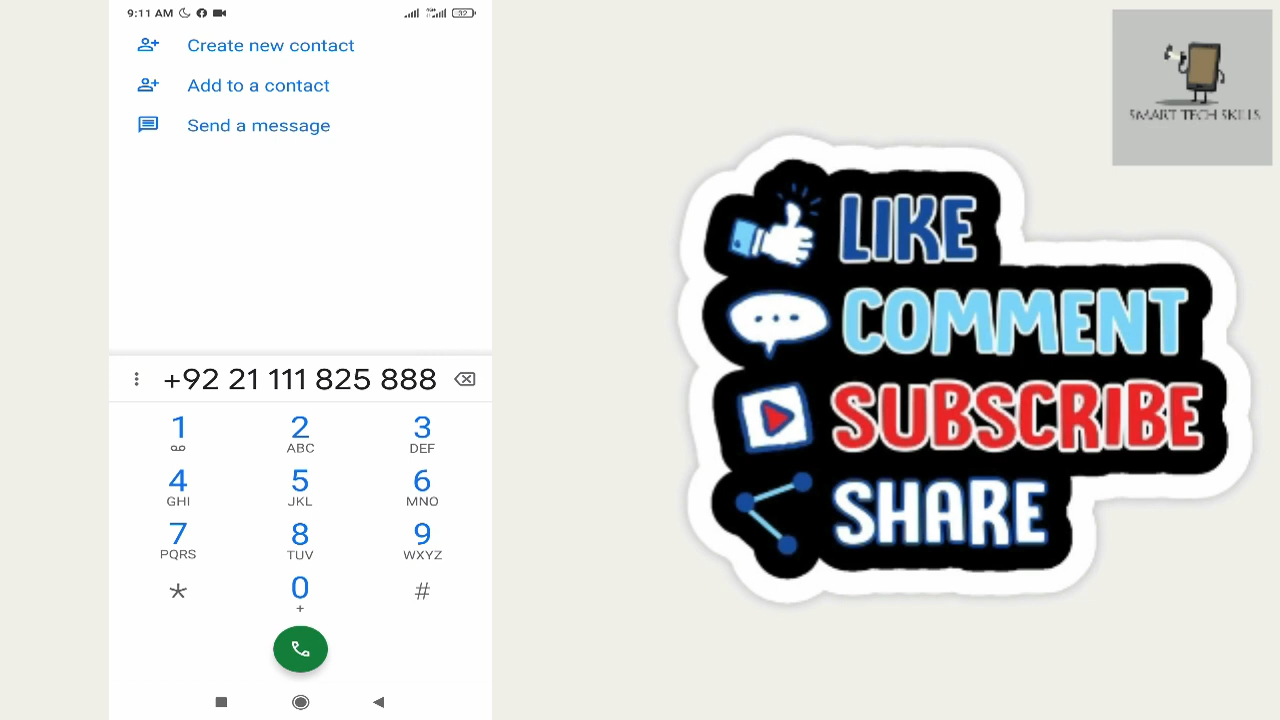 9:11 AM
32
Create new contact
Add to a contact
Send a message
+92 21 111 825 888
1
2
ABC
3
DEF
4
GHI
5
JKL
6
MNO
7
PQRS
8
TUV
9
WXYZ
*
0
+
#
SMART TECH SKILLS
LIKE
COMMENT
SUBSCRIBE
SHARE